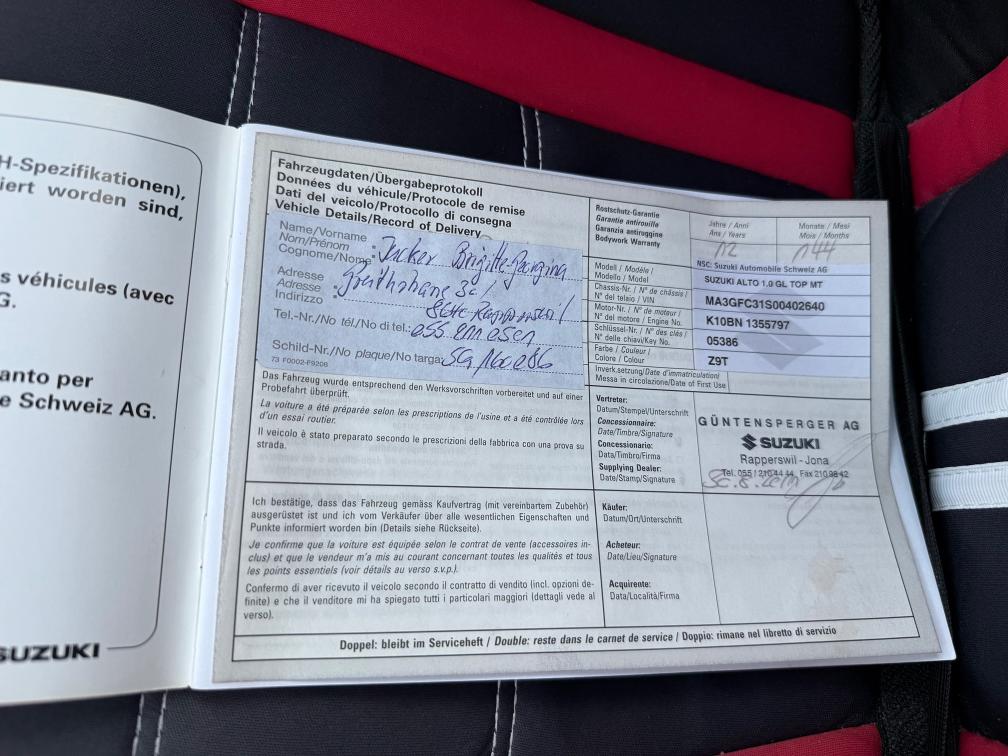 H-Spezifikationen),
iert worden sind,
s véhicules (avec
G.
anto per
e Schweiz AG.
SUZUKI
Fahrzeugdaten/Übergabeprotokoll
Données du véhicule/Protocole de remise
Dati del veicolo/Protocollo di consegna
Vehicle Details/Record of Delivery
Name/Vorname
Nom/Prénom
Cognome/Nome:
Brigitte
Adresse
Adresse
Indirizzo
Tel.-Nr./No tél./No di tel.:
Schild-Nr./No plaque/No targa:
73 F0002-F9206
Das Fahrzeug wurde entsprechend den Werksvorschriften vorbereitet und auf einer
Probefahrt überprüft.
La voiture a été préparée selon les prescriptions de l'usine et a été contrôlée lors
d'un essai routier.
Il veicolo è stato preparato secondo le prescrizioni della fabbrica con una prova su
strada.
Ich bestätige, dass das Fahrzeug gemäss Kaufvertrag (mit vereinbartem Zubehör)
ausgerüstet ist und ich vom Verkäufer über alle wesentlichen Eigenschaften und
Punkte informiert worden bin (Details siehe Rückseite).
Je confirme que la voiture est équipée selon le contrat de vente (accessoires in-
clus) et que le vendeur m'a mis au courant concernant toutes les qualités et tous
les points essentiels (voir détails au verso s.v.p.).
Confermo di aver ricevuto il veicolo secondo il contratto di vendito (incl. opzioni de-
finite) e che il venditore mi ha spiegato tutti i particolari maggiori (dettagli vede al
verso).
Rostschutz-Garantie
Garantie antirouille
Garanzia antiruggine
Bodywork Warranty
Jahre / Anni
Ans / Years
12
Monate / Mesi
Mois / Months
144
NSC: Suzuki Automobile Schweiz AG
Modell / Modèle /
Modello / Model
SUZUKI ALTO 1.0 GL TOP MT
Chassis-Nr. / N° de châssis /
N° del telaio / VIN
MA3GFC31S00402640
Motor-Nr. / N° de moteur /
N° del motore / Engine No.
K10BN 1355797
Schlüssel-Nr. / N° des clés /
N° delle chiavi/Key No.
05386
Farbe / Couleur /
Colore / Colour
Z9T
Inverk.setzung/Date d'immatriculation/
Messa in circolazione/Date of First Use
Vertreter:
Datum/Stempel/Unterschrift
Concessionnaire:
Date/Timbre/Signature
Concessionario:
Data/Timbro/Firma
Supplying Dealer:
Date/Stamp/Signature
GÜNTENSPERGER AG
SUZUKI
Rapperswil - Jona
Tel. 055 / 210 44 44, Fax 210 98 42
Käufer:
Datum/Ort/Unterschrift
Acheteur:
Date/Lieu/Signature
Acquirente:
Data/Località/Firma
Doppel: bleibt im Serviceheft / Double: reste dans le carnet de service / Doppio: rimane nel libretto di servizio